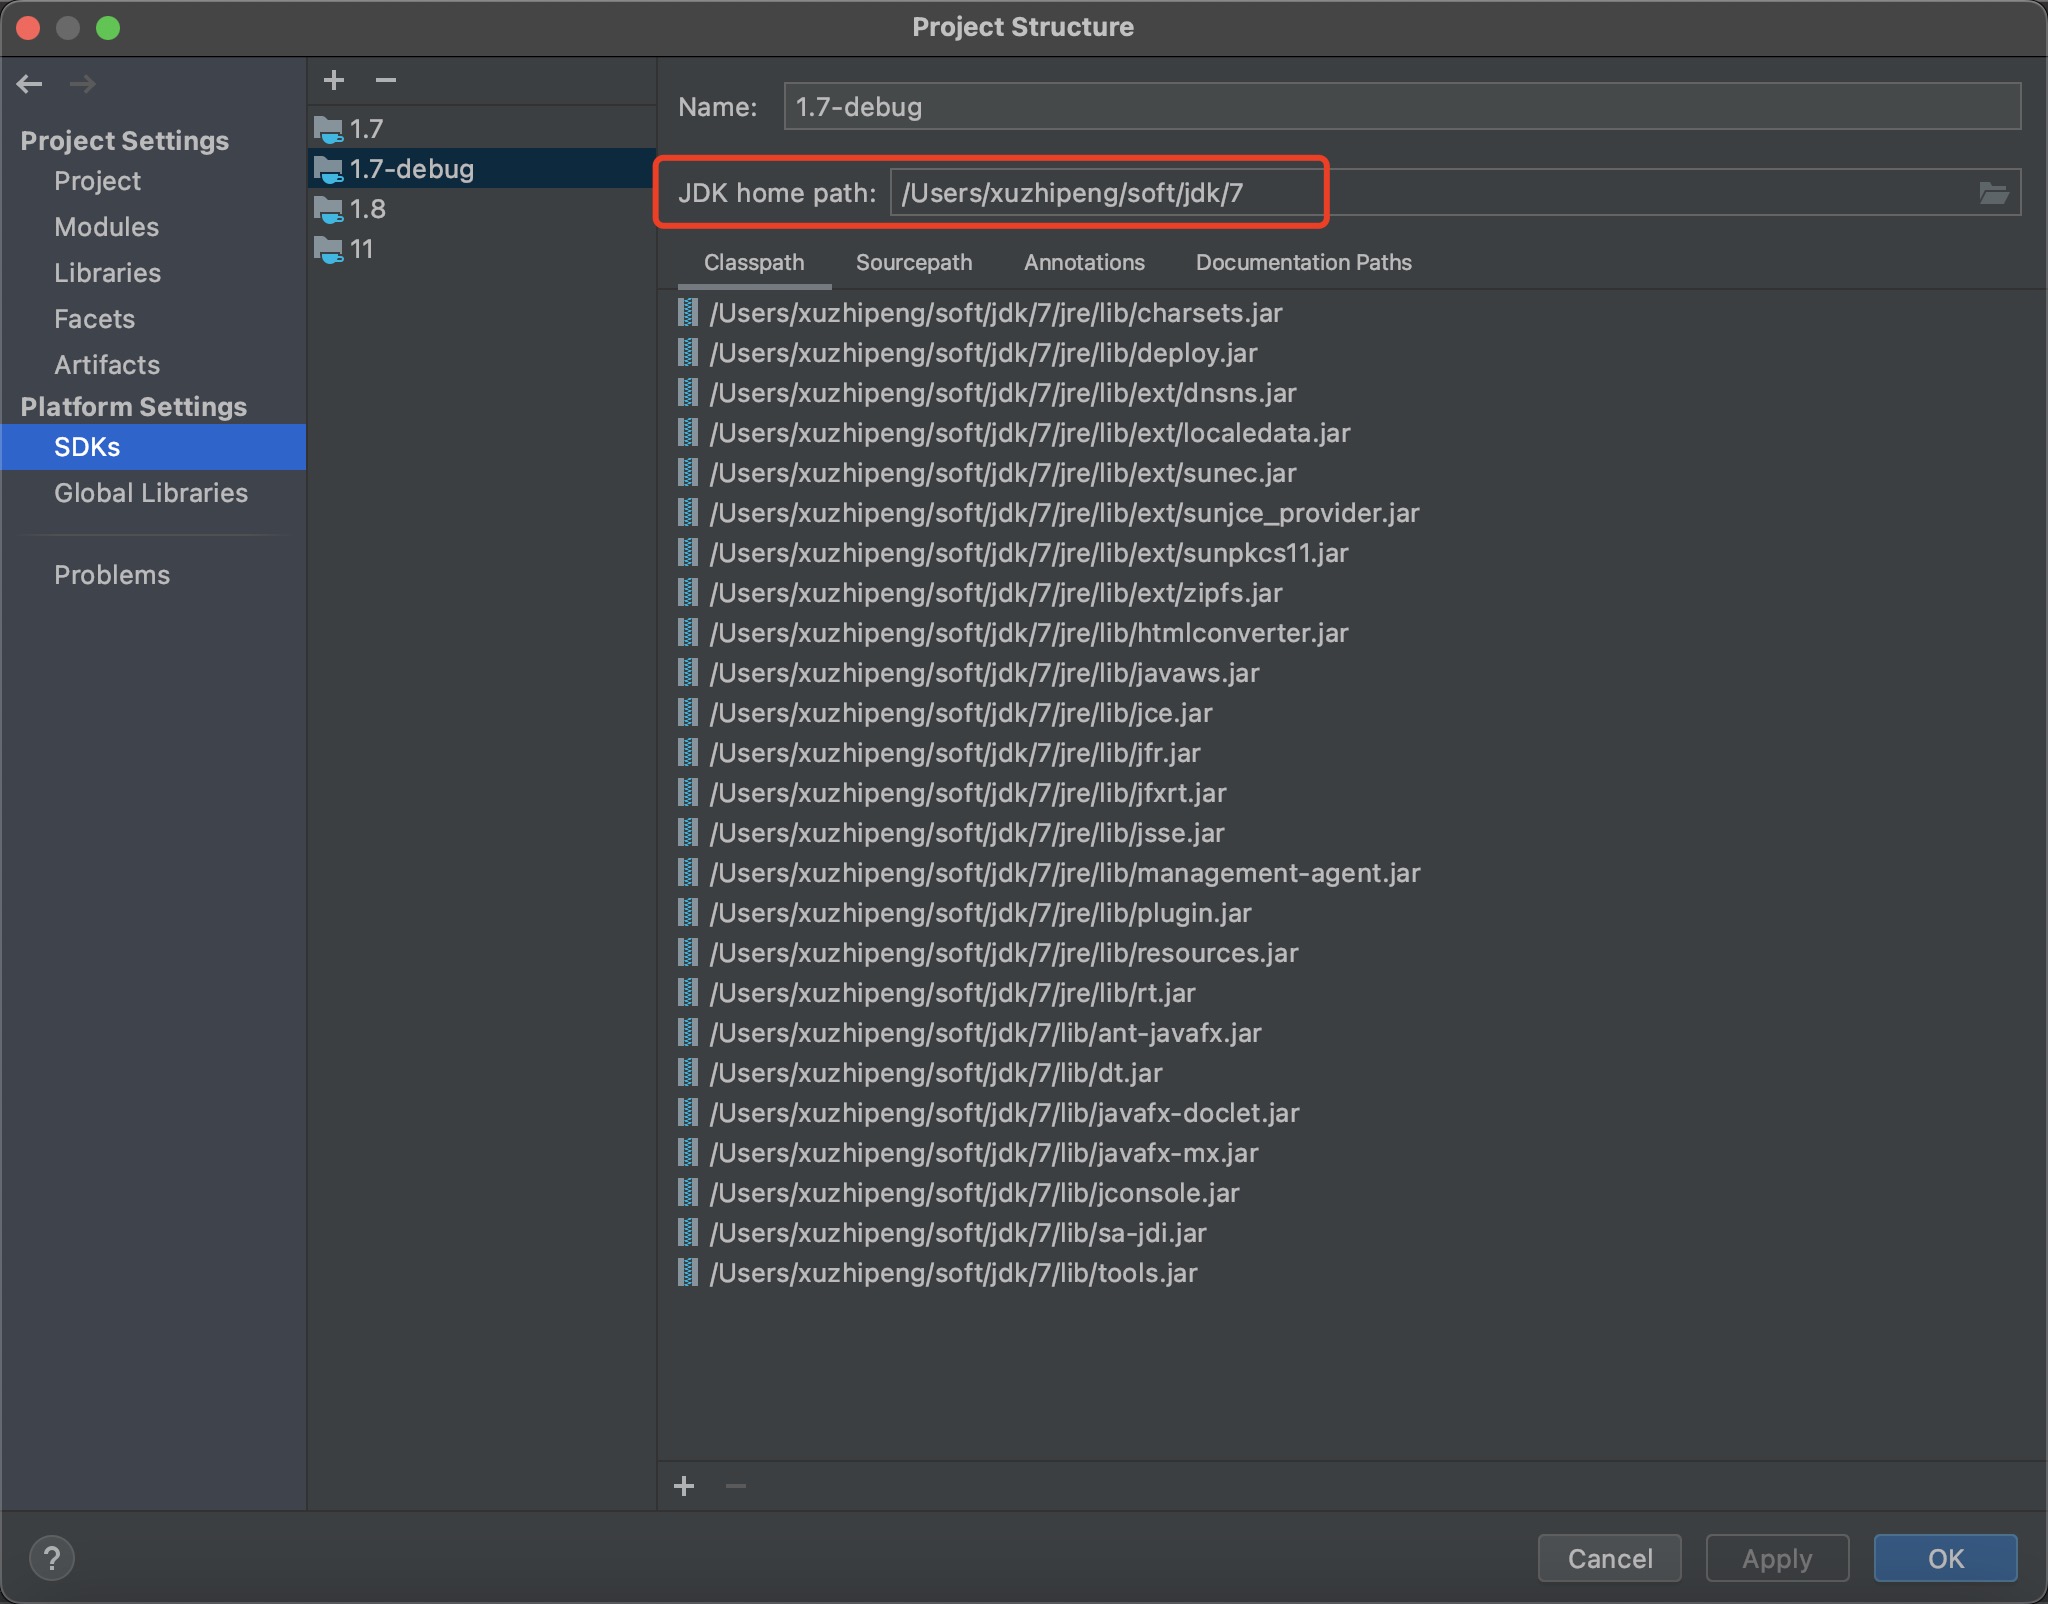 Project Structure
Project Settings
Project
Modules
Libraries
Facets
Artifacts
Platform Settings
SDKs
Global Libraries
Problems
1.7
1.7-debug
1.8
11
Name: 1.7-debug
JDK home path: /Users/xuzhipeng/soft/jdk/7
Classpath Sourcepath Annotations Documentation Paths
/Users/xuzhipeng/soft/jdk/7/jre/lib/charsets.jar
/Users/xuzhipeng/soft/jdk/7/jre/lib/deploy.jar
/Users/xuzhipeng/soft/jdk/7/jre/lib/ext/dnsns.jar
/Users/xuzhipeng/soft/jdk/7/jre/lib/ext/localedata.jar
/Users/xuzhipeng/soft/jdk/7/jre/lib/ext/sunec.jar
/Users/xuzhipeng/soft/jdk/7/jre/lib/ext/sunjce_provider.jar
/Users/xuzhipeng/soft/jdk/7/jre/lib/ext/sunpkcs11.jar
/Users/xuzhipeng/soft/jdk/7/jre/lib/ext/zipfs.jar
/Users/xuzhipeng/soft/jdk/7/jre/lib/htmlconverter.jar
/Users/xuzhipeng/soft/jdk/7/jre/lib/javaws.jar
/Users/xuzhipeng/soft/jdk/7/jre/lib/jce.jar
/Users/xuzhipeng/soft/jdk/7/jre/lib/jfr.jar
/Users/xuzhipeng/soft/jdk/7/jre/lib/jfxrt.jar
/Users/xuzhipeng/soft/jdk/7/jre/lib/jsse.jar
/Users/xuzhipeng/soft/jdk/7/jre/lib/management-agent.jar
/Users/xuzhipeng/soft/jdk/7/jre/lib/plugin.jar
/Users/xuzhipeng/soft/jdk/7/jre/lib/resources.jar
/Users/xuzhipeng/soft/jdk/7/jre/lib/rt.jar
/Users/xuzhipeng/soft/jdk/7/lib/ant-javafx.jar
/Users/xuzhipeng/soft/jdk/7/lib/dt.jar
/Users/xuzhipeng/soft/jdk/7/lib/javafx-doclet.jar
/Users/xuzhipeng/soft/jdk/7/lib/javafx-mx.jar
/Users/xuzhipeng/soft/jdk/7/lib/jconsole.jar
/Users/xuzhipeng/soft/jdk/7/lib/sa-jdi.jar
/Users/xuzhipeng/soft/jdk/7/lib/tools.jar
? Cancel Apply OK